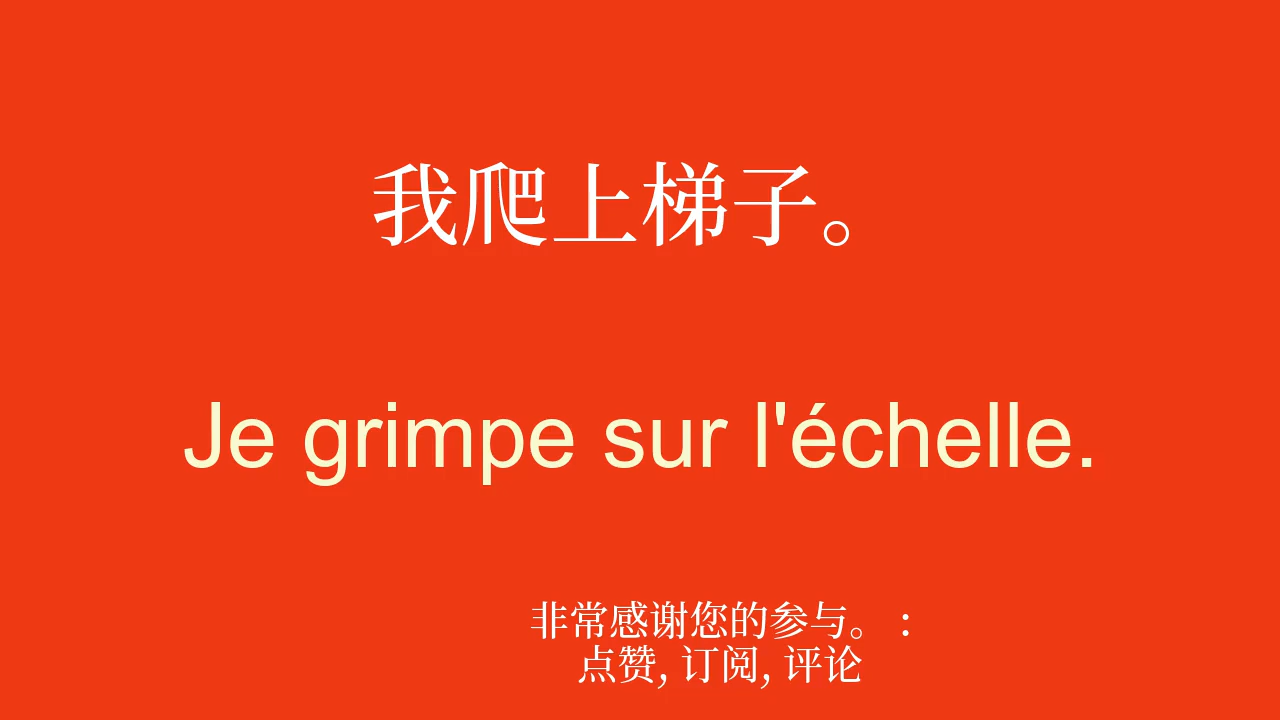 我爬上梯子。
Je grimpe sur l'échelle.
非常感谢您的参与。 :
点赞, 订阅, 评论